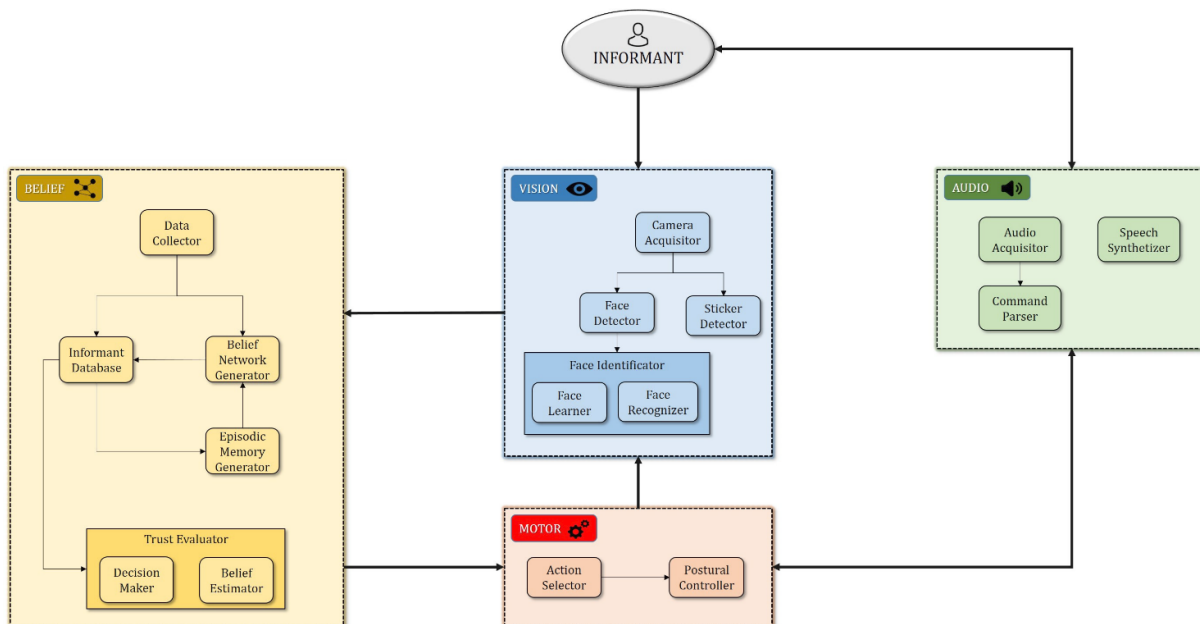 INFORMANT
BELIEF
Data
Collector
Informant
Database
Belief
Network
Generator
Episodic
Memory
Generator
Trust Evaluator
Decision
Maker
Belief
Estimator
VISION
Camera
Acquisitor
Face
Detector
Sticker
Detector
Face Identificator
Face
Learner
Face
Recognizer
MOTOR
Action
Selector
Postural
Controller
AUDIO
Audio
Acquisitor
Speech
Synthetizer
Command
Parser